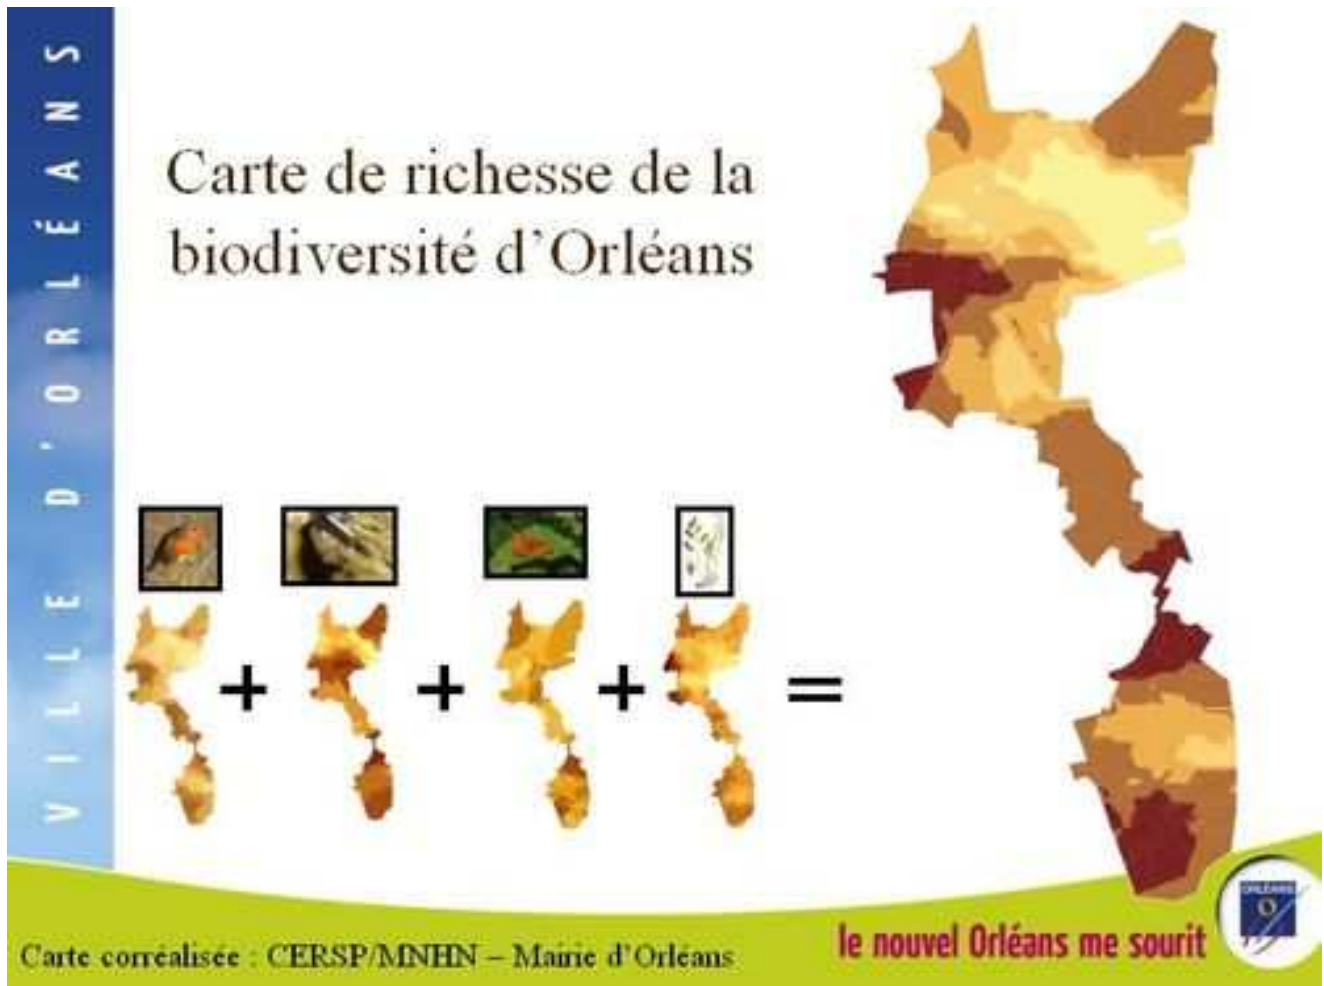 VILLE D'ORLÉANS
Carte de richesse de la
biodiversité d'Orléans
+ + + =
Carte corréalisée : CERSP/MNHN – Mairie d'Orléans
le nouvel Orléans me sourit
ORLÉANS